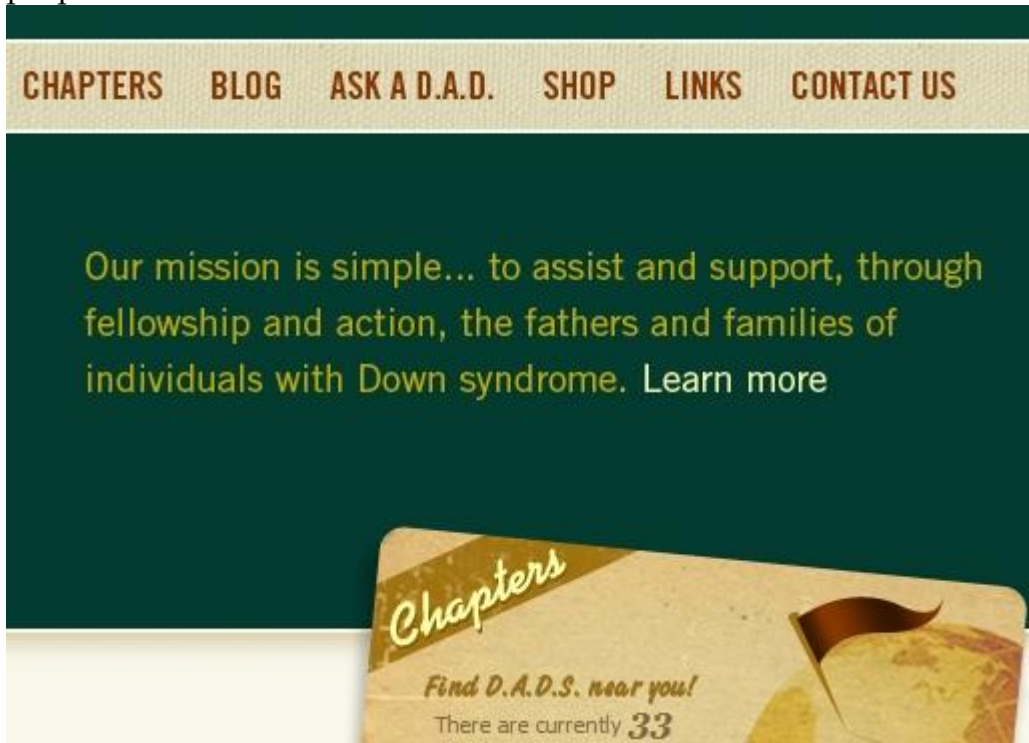 CHAPTERS BLOG ASK A D.A.D. SHOP LINKS CONTACT US
Our mission is simple... to assist and support, through
fellowship and action, the fathers and families of
individuals with Down syndrome. Learn more
Chapters
Find D.A.D.S. near you!
There are currently 33